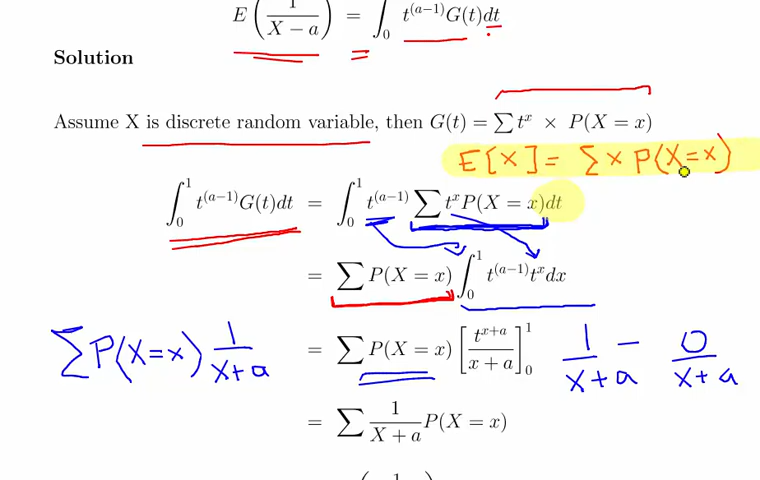 E(1/(X − a)) = ∫₀ t^(a−1) G(t)dt
Solution
Assume X is discrete random variable, then G(t) = ∑ t^x × P(X = x)
E[X] = ∑ x P(X=x)
∫₀¹ t^(a−1) G(t)dt = ∫₀¹ t^(a−1) ∑ t^x P(X = x)dt
= ∑ P(X = x) ∫₀¹ t^(a−1) t^x dx
∑ P(X=x) 1/(x+a) = ∑ P(X = x) [t^(x+a)/(x + a)]₀¹ 1/(x+a) − 0/(x+a)
= ∑ 1/(X + a) P(X = x)